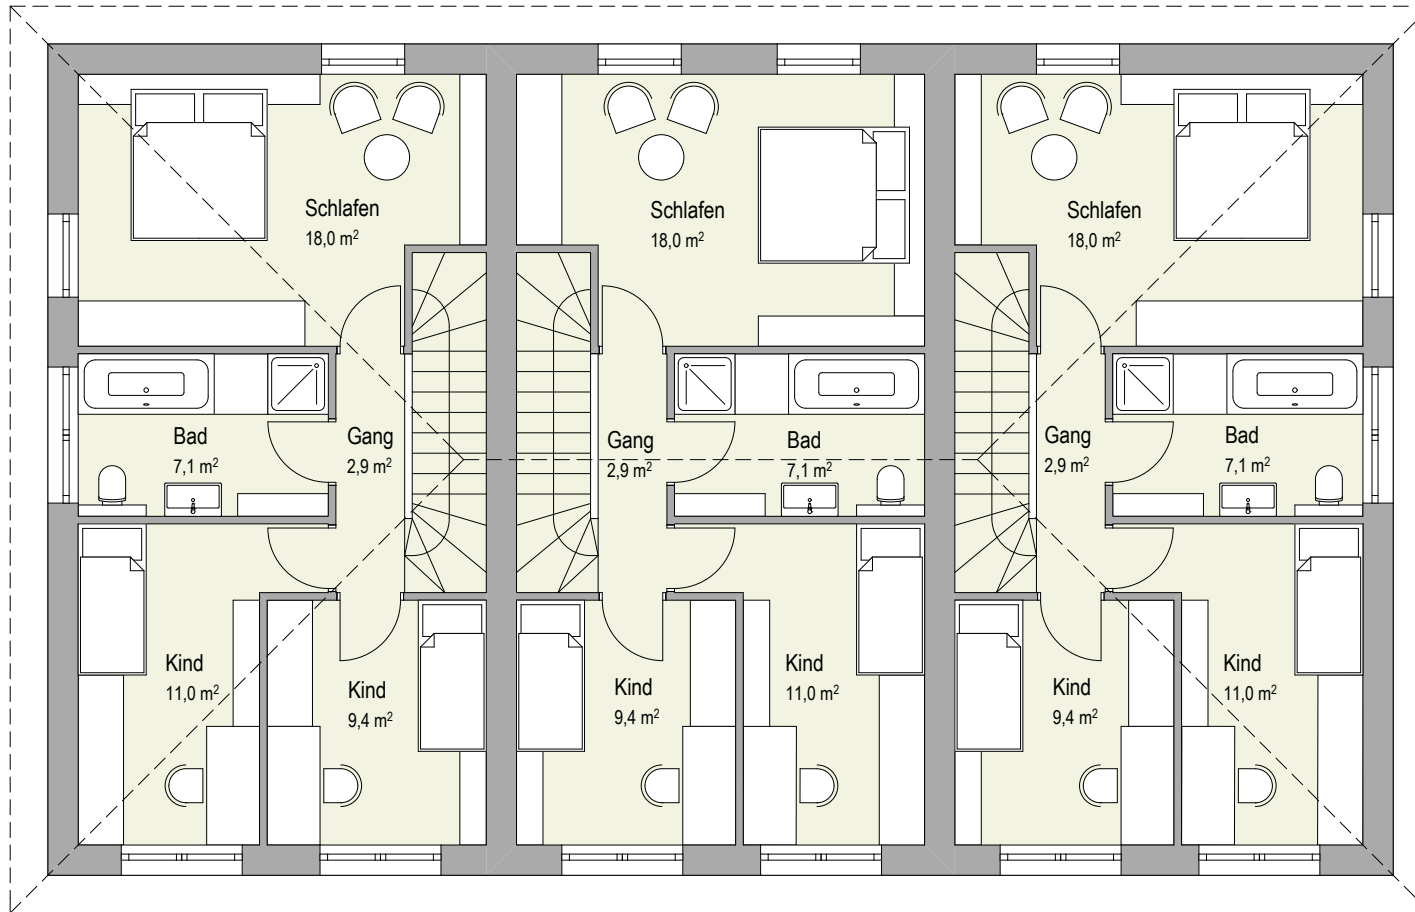 Schlafen
18,0 m²
Schlafen
18,0 m²
Schlafen
18,0 m²
Bad
7,1 m²
Gang
2,9 m²
Gang
2,9 m²
Bad
7,1 m²
Gang
2,9 m²
Bad
7,1 m²
Kind
11,0 m²
Kind
9,4 m²
Kind
9,4 m²
Kind
11,0 m²
Kind
9,4 m²
Kind
11,0 m²